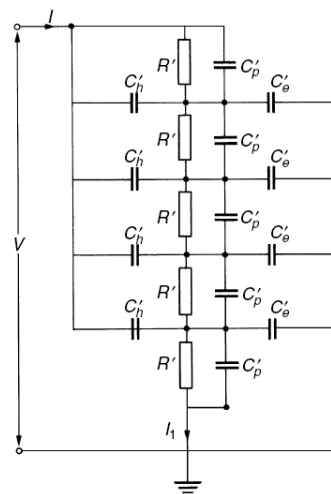 I
R′ C′p
C′h C′e
R′ C′p
C′h C′e
V R′ C′p
C′h C′e
R′ C′p
C′h C′e
R′ C′p
I1